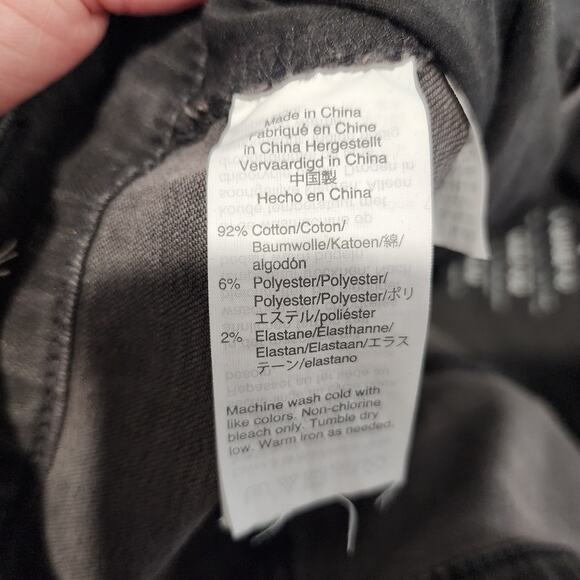 Made in China
Fabriqué en Chine
in China Hergestellt
Vervaardigd in China
中国製
Hecho en China
92% Cotton/Coton/
Baumwolle/Katoen/綿/
algodón
6% Polyester/Polyester/
Polyester/Polyester/ポリ
エステル/poliéster
2% Elastane/Élasthanne/
Elastan/Elastaan/エラス
テーン/elastano
Machine wash cold with
like colors. Non-chlorine
bleach only. Tumble dry
low. Warm iron as needed.